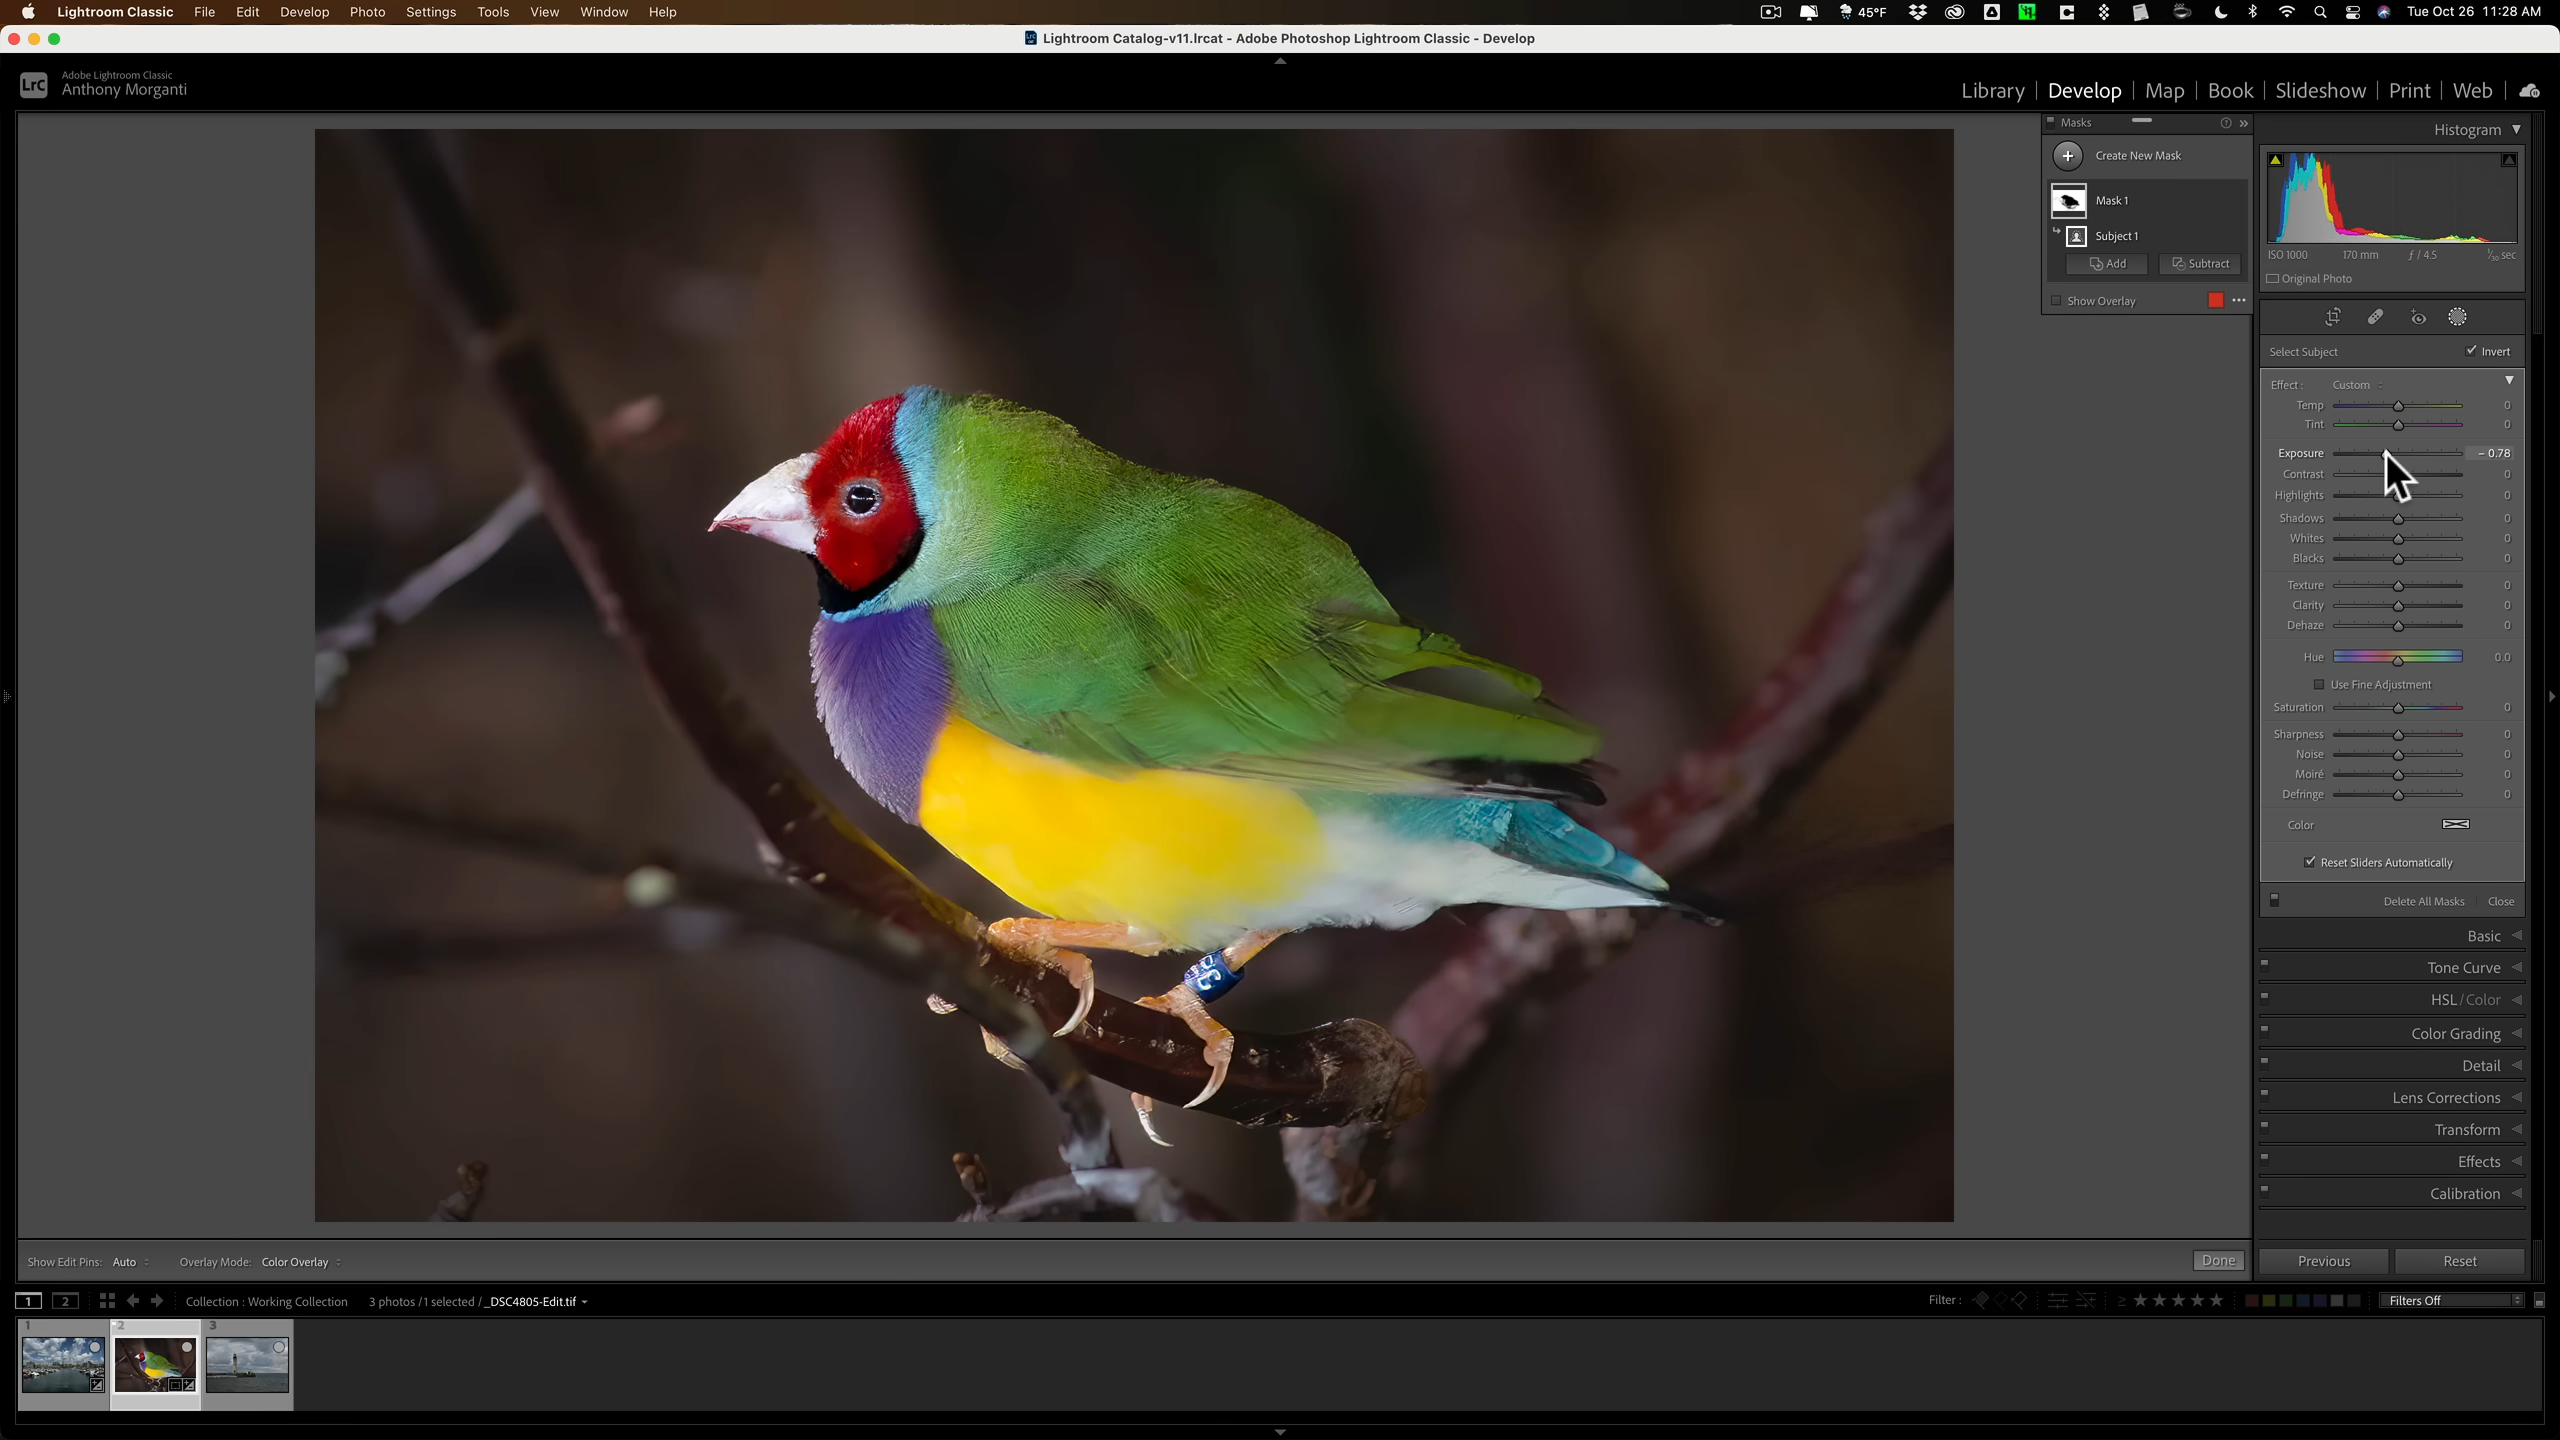 Lightroom Classic File Edit Develop Photo Settings Tools View Window Help 45°F Tue Oct 26 11:28 AM
Lightroom Catalog-v11.lrcat - Adobe Photoshop Lightroom Classic - Develop
LrC Adobe Lightroom Classic
Anthony Morganti
Library | Develop | Map | Book | Slideshow | Print | Web
Masks
Create New Mask
Mask 1
Subject 1
Add Subtract
Show Overlay
Histogram
ISO 1000 170 mm ƒ / 4.5 1/30 sec
Original Photo
Select Subject Invert
Effect : Custom
Temp 0
Tint 0
Exposure – 0.78
Contrast 0
Highlights 0
Shadows 0
Whites 0
Blacks 0
Texture 0
Clarity 0
Dehaze 0
Hue 0.0
Use Fine Adjustment
Saturation 0
Sharpness 0
Noise 0
Moiré 0
Defringe 0
Color
Reset Sliders Automatically
Delete All Masks Close
Basic
Tone Curve
HSL / Color
Color Grading
Detail
Lens Corrections
Transform
Effects
Calibration
Previous Reset
Show Edit Pins: Auto Overlay Mode: Color Overlay Done
1 2 Collection : Working Collection 3 photos / 1 selected / _DSC4805-Edit.tif Filter : ≥ ★★★★★ Filters Off
1 2 3